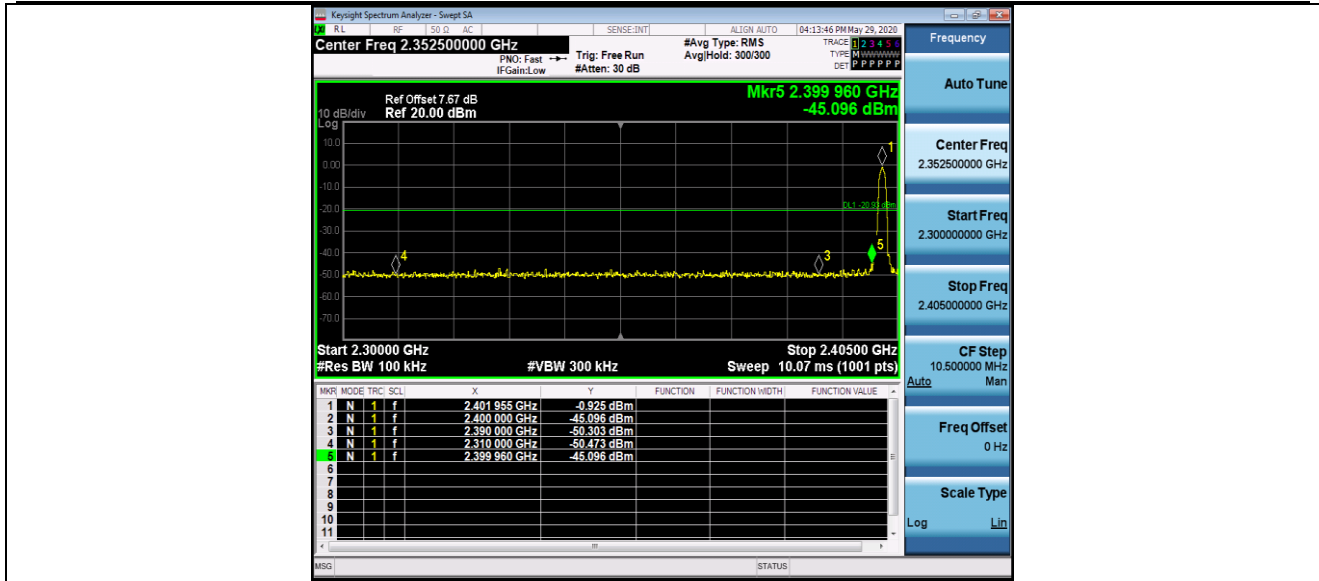 Keysight Spectrum Analyzer - Swept SA
RL RF 50 Ω AC SENSE:INT ALIGN AUTO 04:13:46 PM May 29, 2020
Center Freq 2.352500000 GHz
PNO: Fast
IFGain:Low
Trig: Free Run
#Atten: 30 dB
#Avg Type: RMS
Avg|Hold: 300/300
TRACE 1 2 3 4 5 6
TYPE M W W W W W
DET P P P P P P
Mkr5 2.399 960 GHz
-45.096 dBm
Ref Offset 7.67 dB
10 dB/div Ref 20.00 dBm
Log
10.0
0.00
-10.0
-20.0
-30.0
-40.0
-50.0
-60.0
-70.0
1
DL1 -20.93 dBm
5
4
3
Start 2.30000 GHz Stop 2.40500 GHz
#Res BW 100 kHz #VBW 300 kHz Sweep 10.07 ms (1001 pts)
MKR MODE TRC SCL X Y FUNCTION FUNCTION WIDTH FUNCTION VALUE
1 N 1 f 2.401 955 GHz -0.925 dBm
2 N 1 f 2.400 000 GHz -45.096 dBm
3 N 1 f 2.390 000 GHz -50.303 dBm
4 N 1 f 2.310 000 GHz -50.473 dBm
5 N 1 f 2.399 960 GHz -45.096 dBm
6
7
8
9
10
11
MSG STATUS
Frequency
Auto Tune
Center Freq
2.352500000 GHz
Start Freq
2.300000000 GHz
Stop Freq
2.405000000 GHz
CF Step
10.500000 MHz
Auto Man
Freq Offset
0 Hz
Scale Type
Log Lin